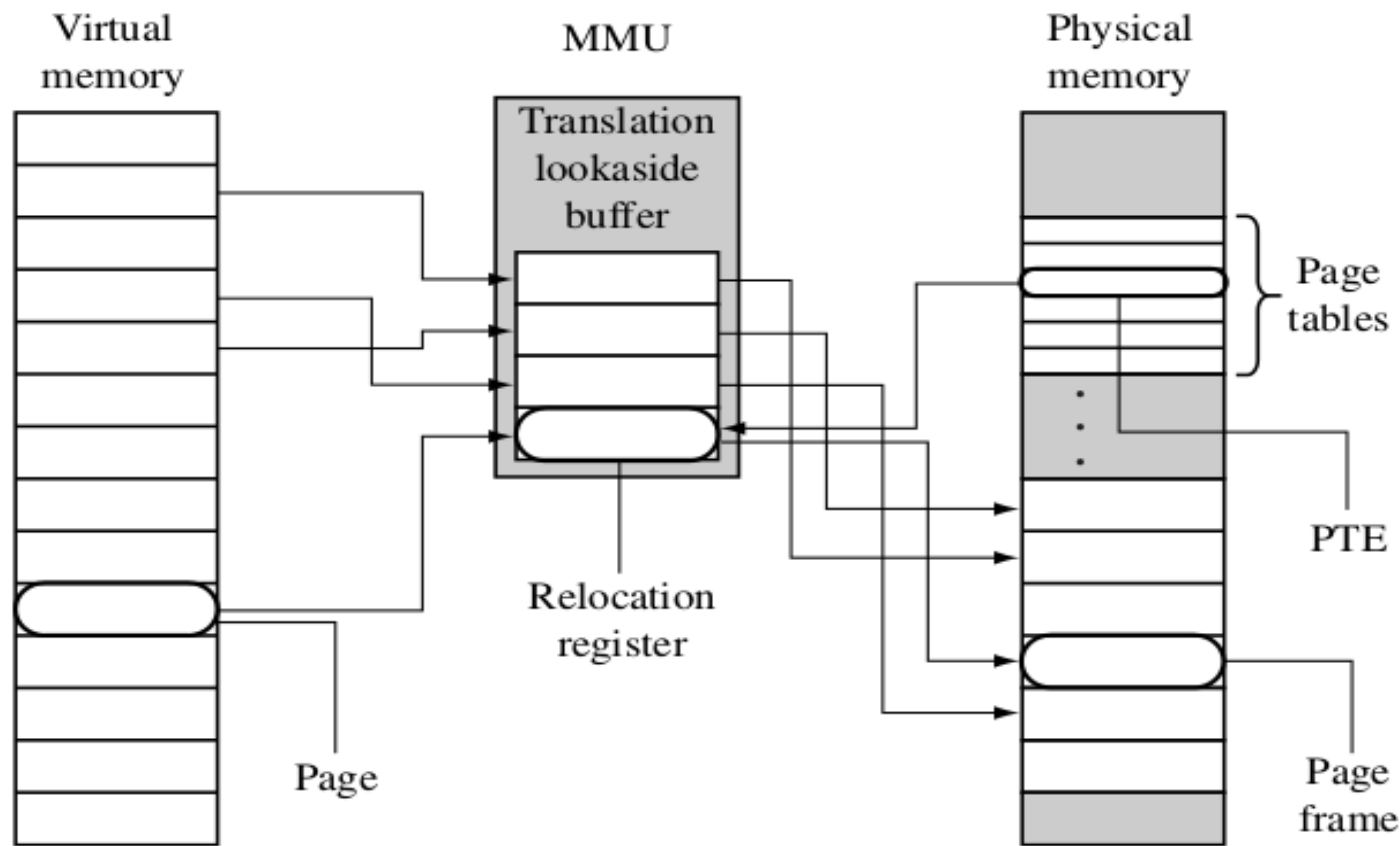 Virtual
memory
MMU
Physical
memory
Translation
lookaside
buffer
Page
tables
PTE
Relocation
register
Page
Page
frame